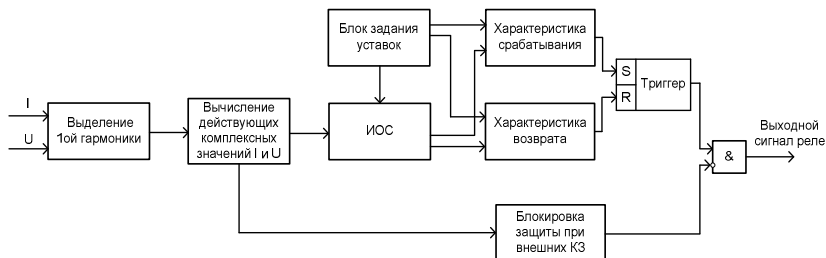 Блок задания
уставок
Характеристика
срабатывания
I
U
Выделение
1ой гармоники
Вычисление
действующих
комплексных
значений I и U
ИОС
Характеристика
возврата
S
R
Триггер
&
Выходной
сигнал реле
Блокировка
защиты при
внешних КЗ